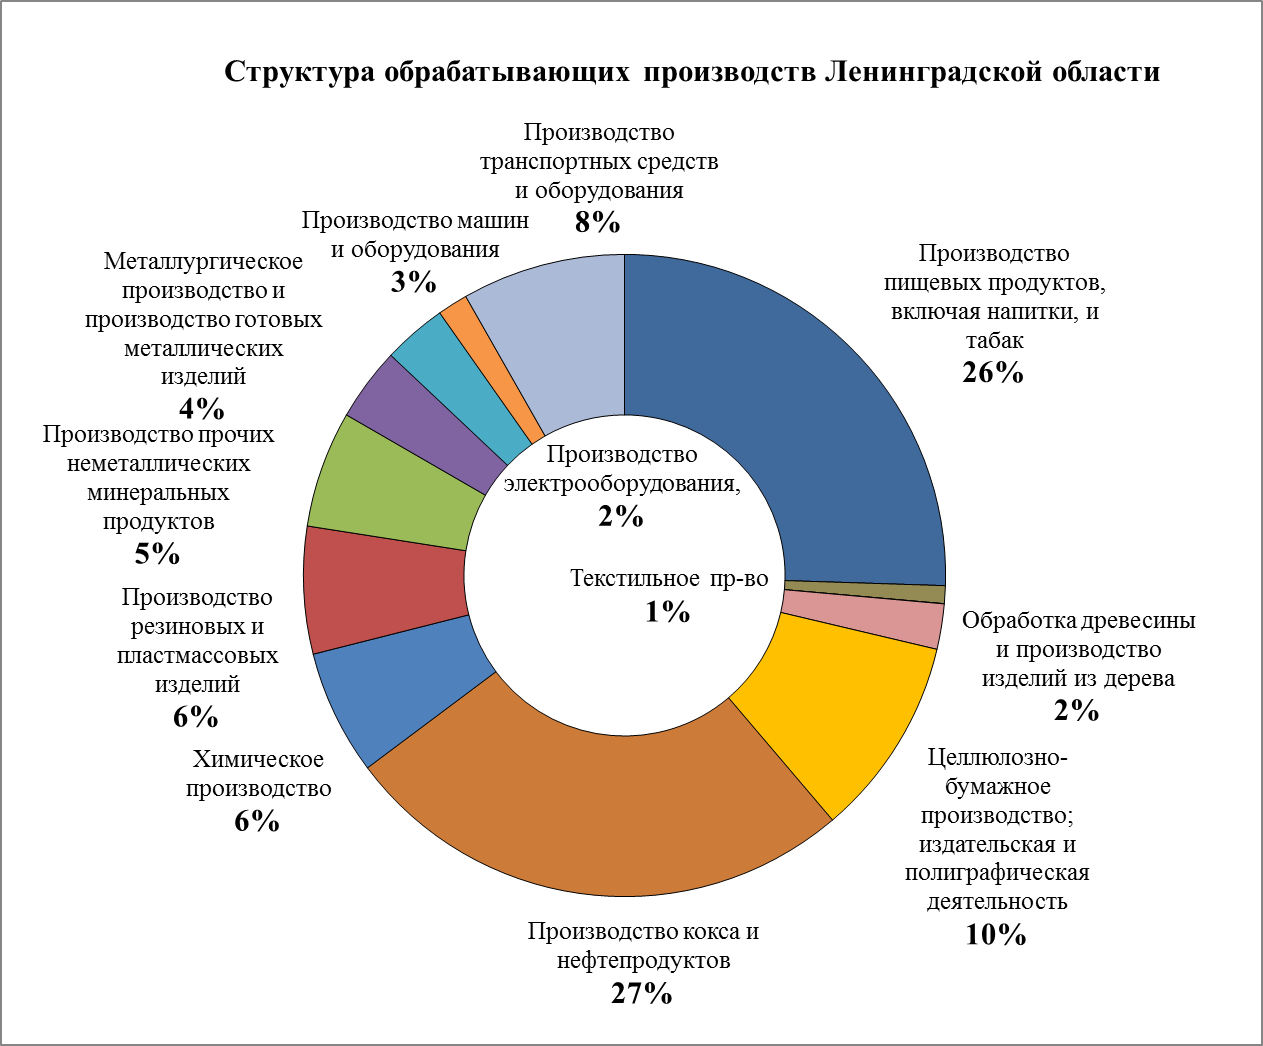 Структура обрабатывающих производств Ленинградской области
Производство
транспортных средств
и оборудования
8%
Производство машин
и оборудования
3%
Металлургическое
производство и
производство готовых
металлических
изделий
4%
Производство прочих
неметаллических
минеральных
продуктов
5%
Производство
резиновых и
пластмассовых
изделий
6%
Химическое
производство
6%
Производство кокса и
нефтепродуктов
27%
Целлюлозно-
бумажное
производство;
издательская и
полиграфическая
деятельность
10%
Обработка древесины
и производство
изделий из дерева
2%
Производство
пищевых продуктов,
включая напитки, и
табак
26%
Производство
электрооборудования,
2%
Текстильное пр-во
1%